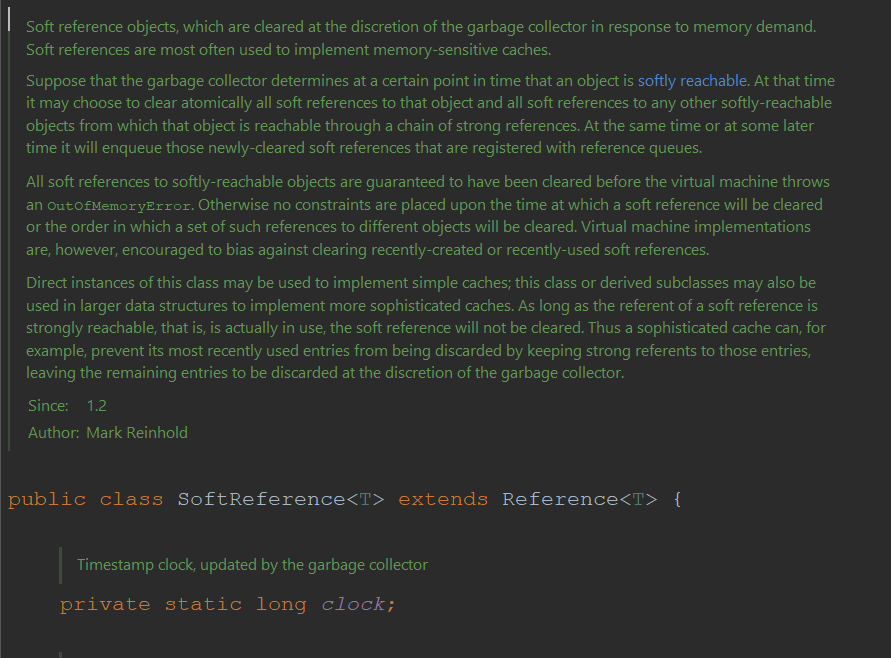 Soft reference objects, which are cleared at the discretion of the garbage collector in response to memory demand.
Soft references are most often used to implement memory-sensitive caches.
Suppose that the garbage collector determines at a certain point in time that an object is softly reachable. At that time
it may choose to clear atomically all soft references to that object and all soft references to any other softly-reachable
objects from which that object is reachable through a chain of strong references. At the same time or at some later
time it will enqueue those newly-cleared soft references that are registered with reference queues.
All soft references to softly-reachable objects are guaranteed to have been cleared before the virtual machine throws
an OutOfMemoryError. Otherwise no constraints are placed upon the time at which a soft reference will be cleared
or the order in which a set of such references to different objects will be cleared. Virtual machine implementations
are, however, encouraged to bias against clearing recently-created or recently-used soft references.
Direct instances of this class may be used to implement simple caches; this class or derived subclasses may also be
used in larger data structures to implement more sophisticated caches. As long as the referent of a soft reference is
strongly reachable, that is, is actually in use, the soft reference will not be cleared. Thus a sophisticated cache can, for
example, prevent its most recently used entries from being discarded by keeping strong referents to those entries,
leaving the remaining entries to be discarded at the discretion of the garbage collector.
Since: 1.2
Author: Mark Reinhold
public class SoftReference<T> extends Reference<T> {
Timestamp clock, updated by the garbage collector
private static long clock;